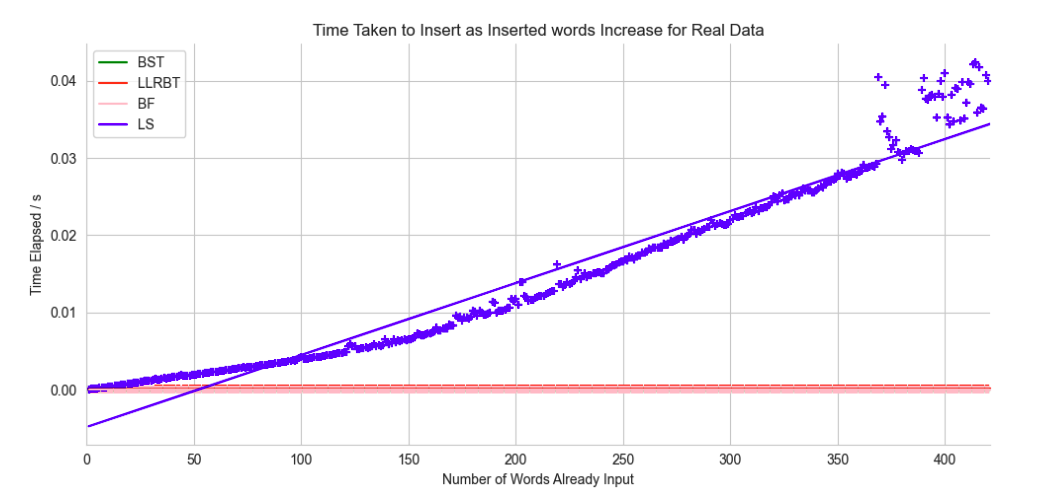 Time Taken to Insert as Inserted words Increase for Real Data
BST
LLRBT
BF
LS
Time Elapsed / s
0.04
0.03
0.02
0.01
0.00
0 50 100 150 200 250 300 350 400
Number of Words Already Input